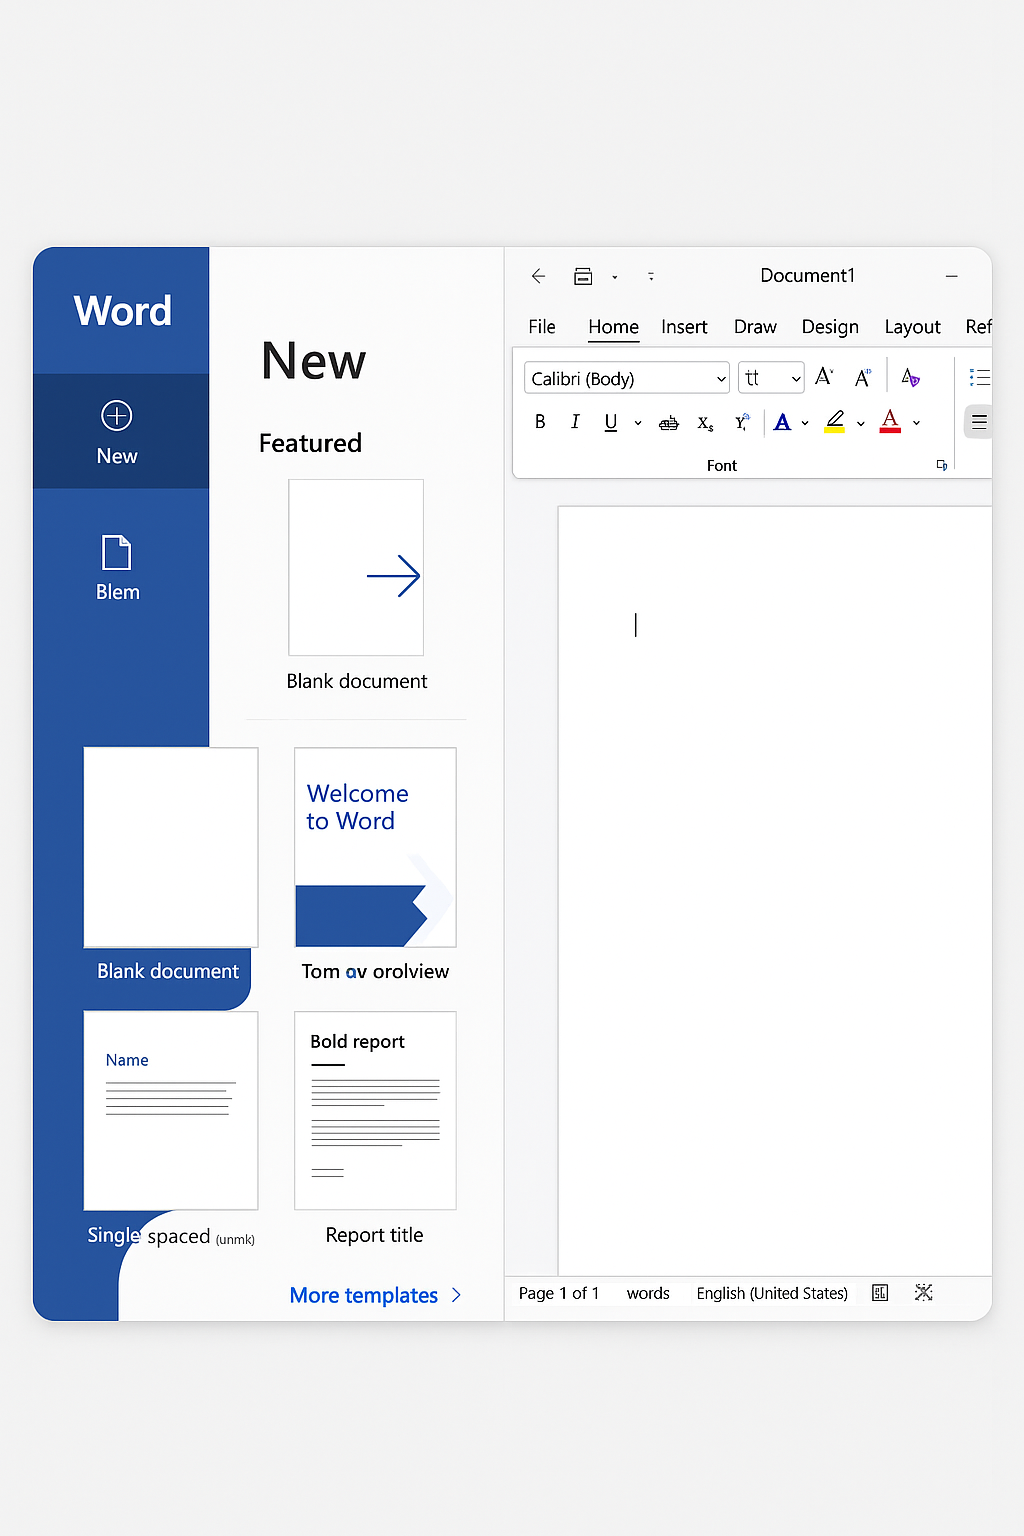 Word
New
Blem
New
Featured
Blank document
Blank document
Welcome
to Word
Tom av orolview
Name
Single spaced (unmk)
Bold report
Report title
More templates
Document1
File Home Insert Draw Design Layout Ref
Calibri (Body) tt A A A
B I U X Y A A
Font
Page 1 of 1 words English (United States)